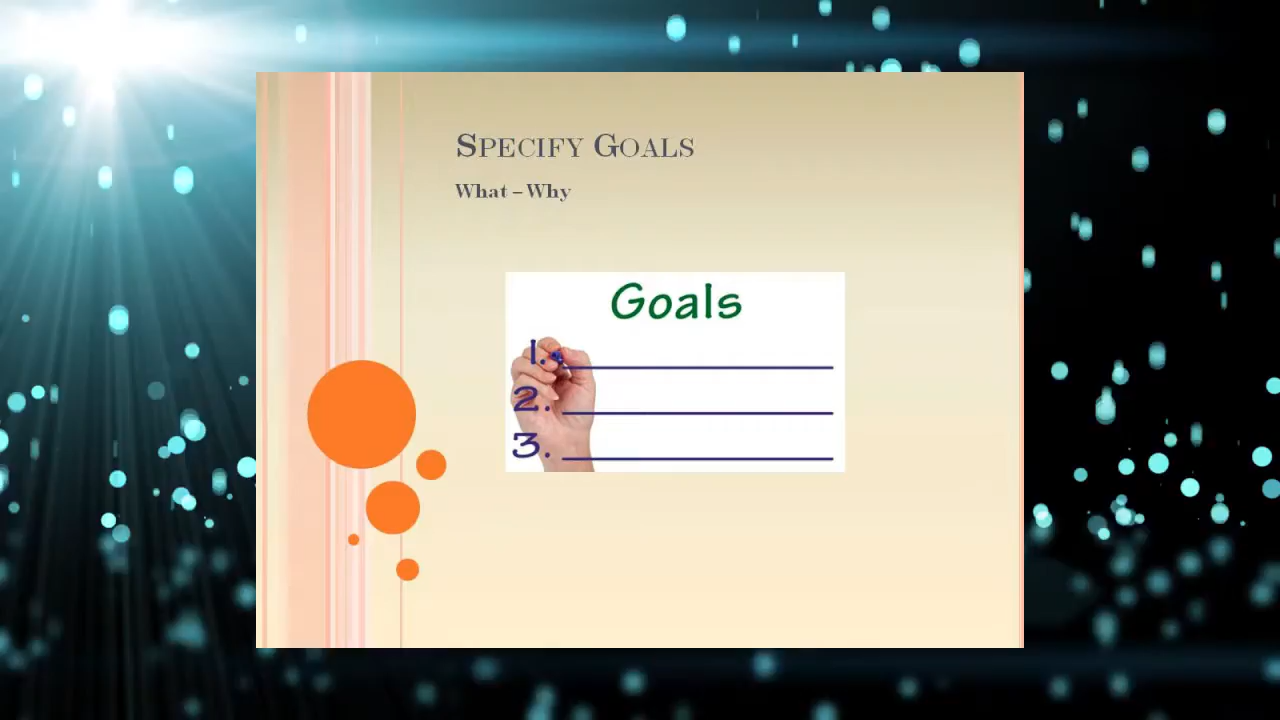 Specify Goals
What – Why
Goals
1.
2.
3.